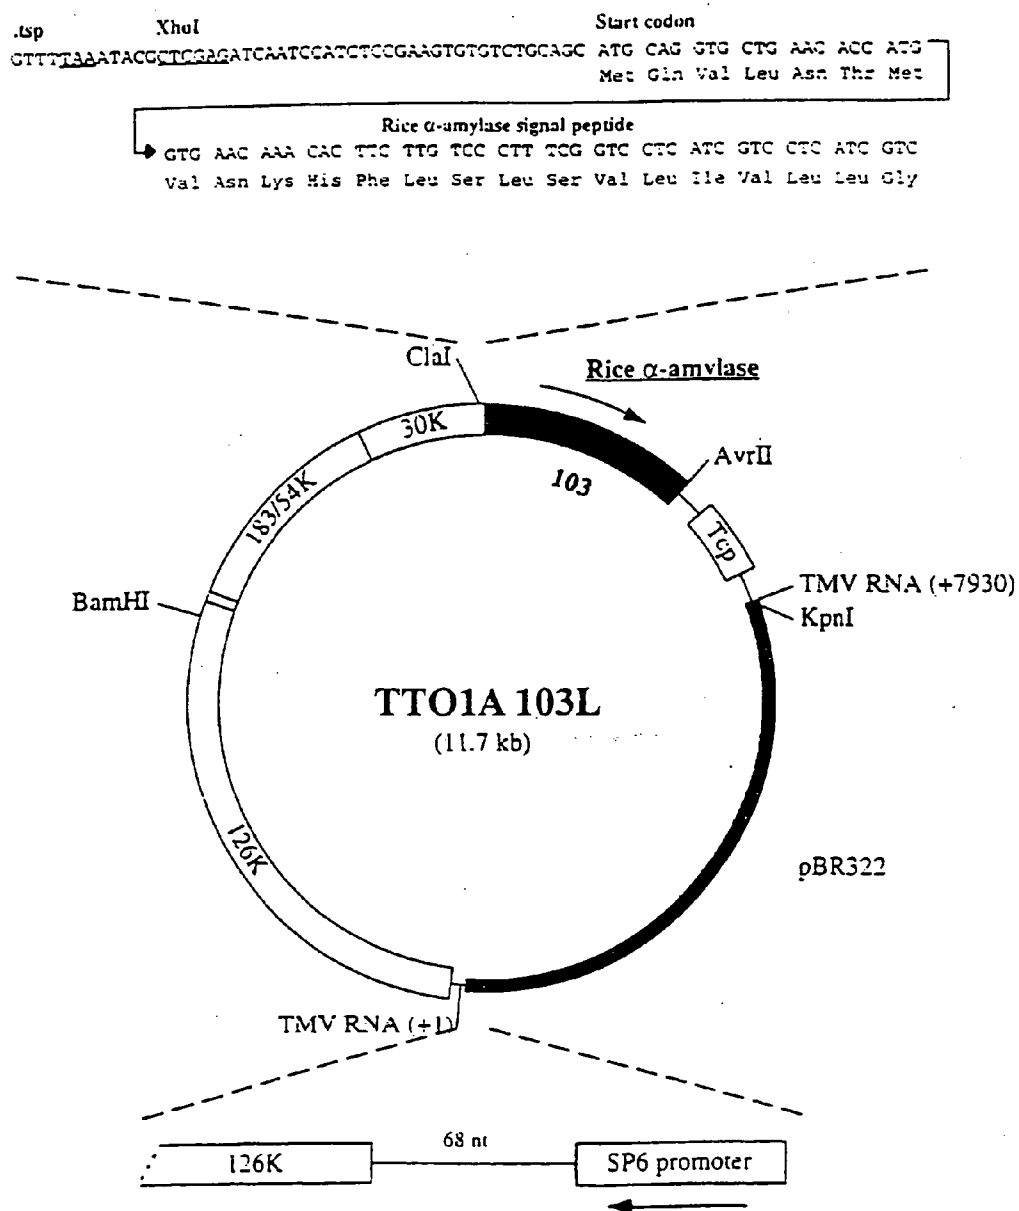 .tsp XhoI Start codon
GTTTTAAATACGCTCGAGATCAATCCATCTCCGAAGTGTGTCTGCAGC ATG CAG GTG CTG AAC ACC ATG
Met Gln Val Leu Asn Thr Met
Rice α-amylase signal peptide
GTG AAC AAA CAC TTC TTG TCC CTT TCG GTC CTC ATC GTC CTC ATC GTC
Val Asn Lys His Phe Leu Ser Leu Ser Val Leu Ile Val Leu Leu Gly
ClaI
Rice α-amylase
30K
AvrII
103
183/54K
Tcp
BamHI
TMV RNA (+7930)
KpnI
TTO1A 103L
(11.7 kb)
126K
pBR322
TMV RNA (+1)
68 nt
126K
SP6 promoter